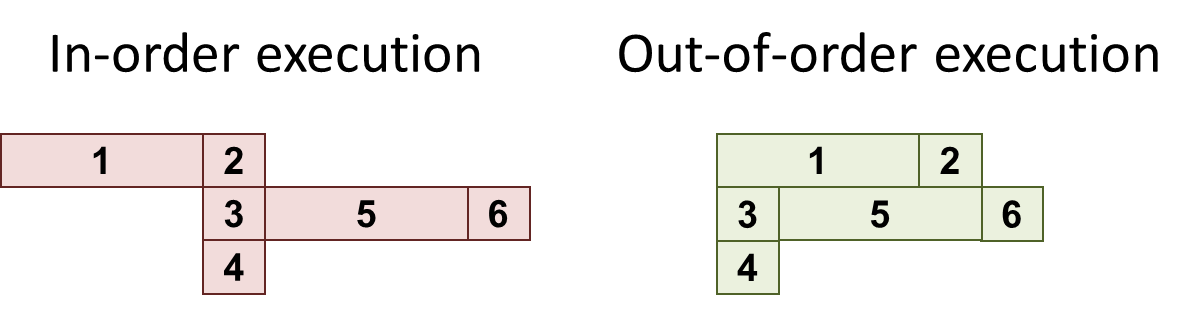 In-order execution
Out-of-order execution
1 2
3 5 6
4
1 2
3 5 6
4